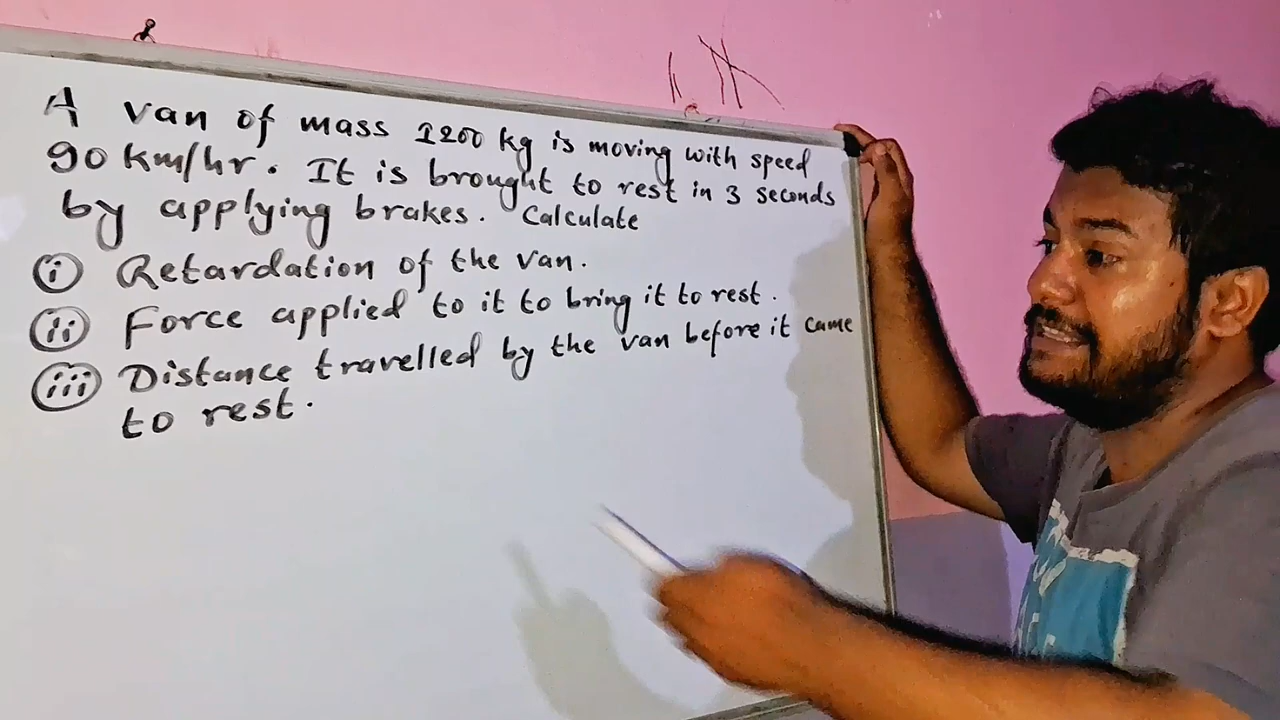 A van of mass 1200 kg is moving with speed
90 km/hr. It is brought to rest in 3 seconds
by applying brakes. Calculate
(i) Retardation of the van.
(ii) Force applied to it to bring it to rest.
(iii) Distance travelled by the van before it came
to rest.